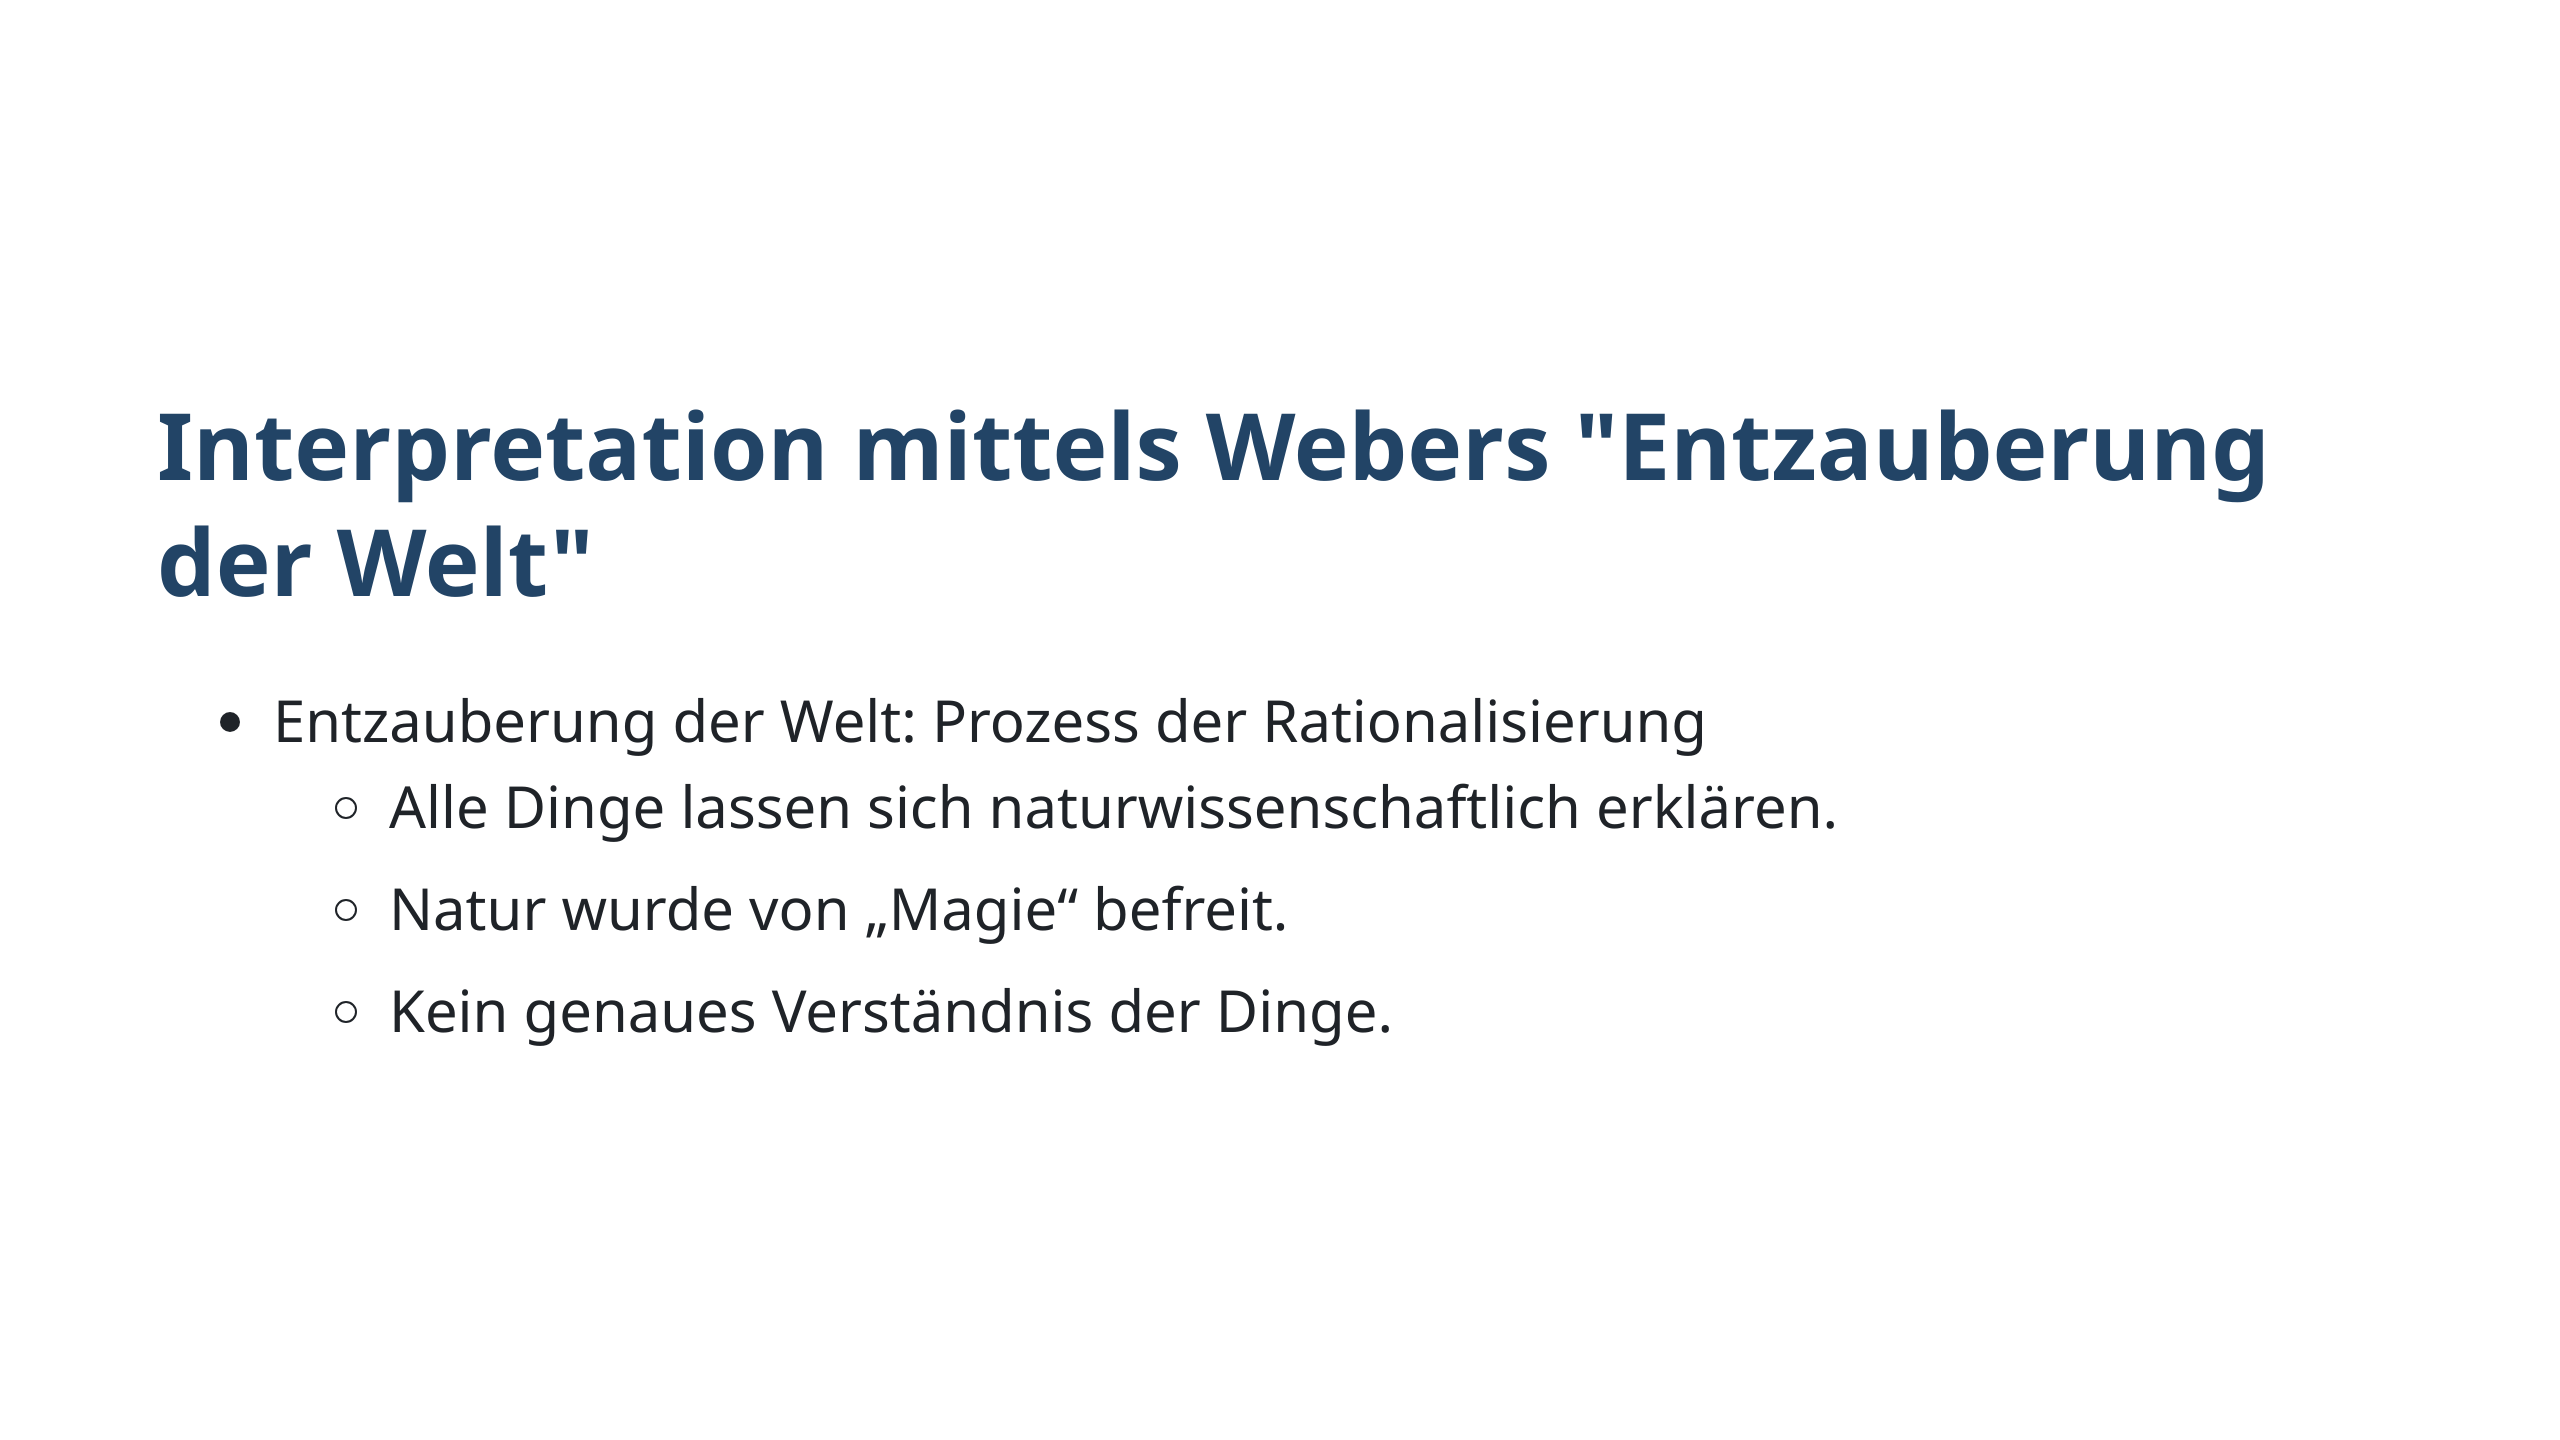 Interpretation mittels Webers "Entzauberung
der Welt"
• Entzauberung der Welt: Prozess der Rationalisierung
○ Alle Dinge lassen sich naturwissenschaftlich erklären.
○ Natur wurde von „Magie“ befreit.
○ Kein genaues Verständnis der Dinge.